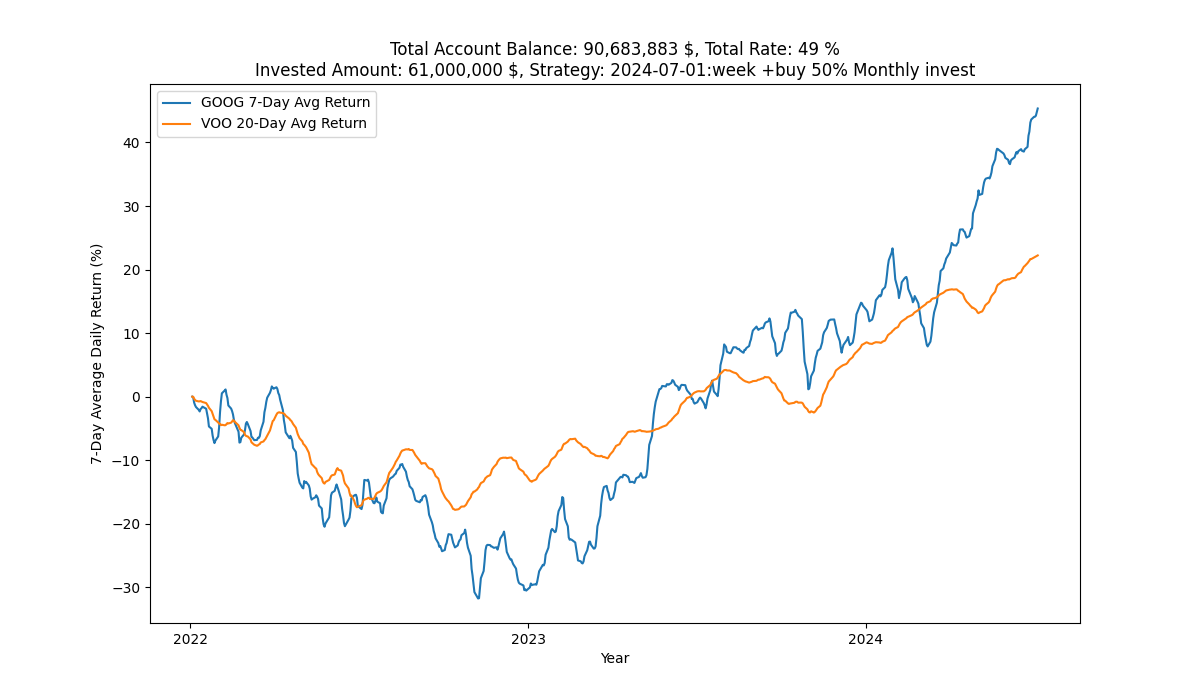 Total Account Balance: 90,683,883 $, Total Rate: 49 %
Invested Amount: 61,000,000 $, Strategy: 2024-07-01:week +buy 50% Monthly invest
GOOG 7-Day Avg Return
VOO 20-Day Avg Return
7-Day Average Daily Return (%)
40
30
20
10
0
−10
−20
−30
2022
2023
2024
Year